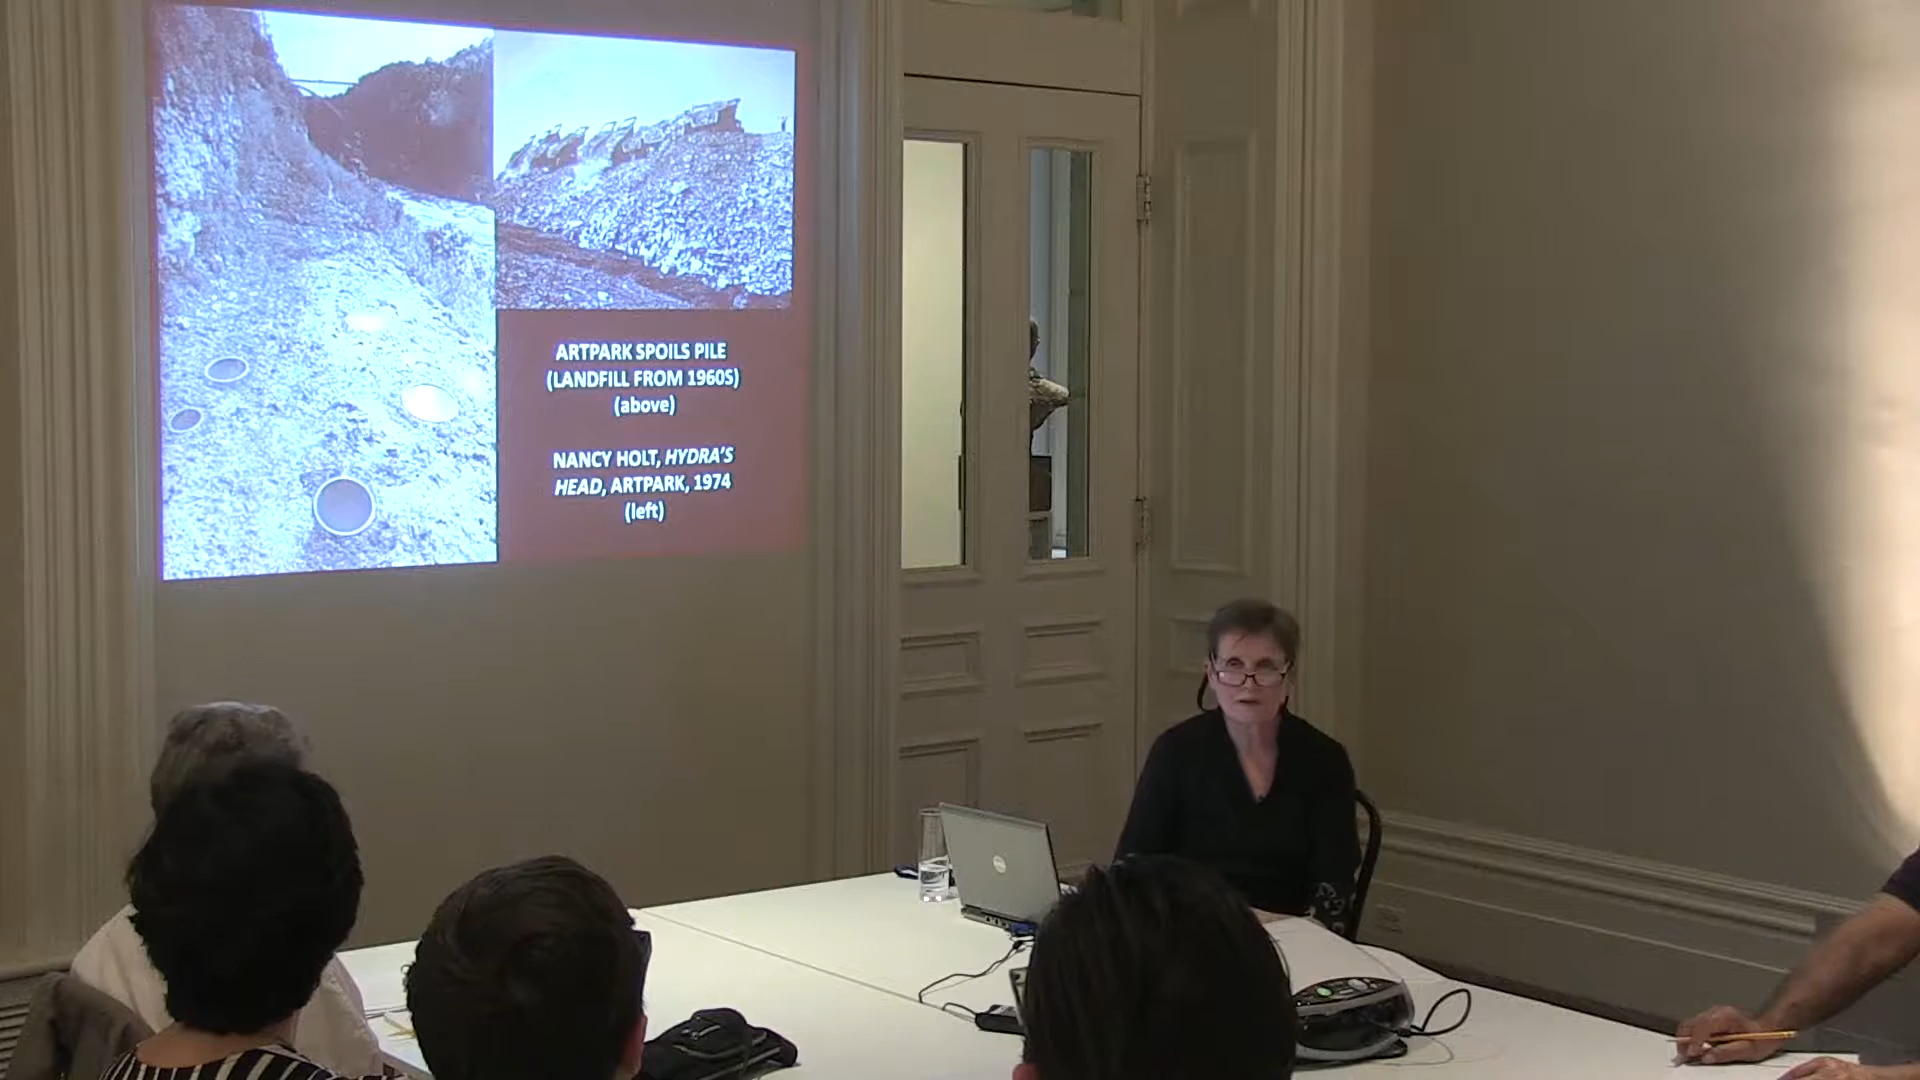 ARTPARK SPOILS PILE
(LANDFILL FROM 1960S)
(above)
NANCY HOLT, HYDRA'S
HEAD, ARTPARK, 1974
(left)